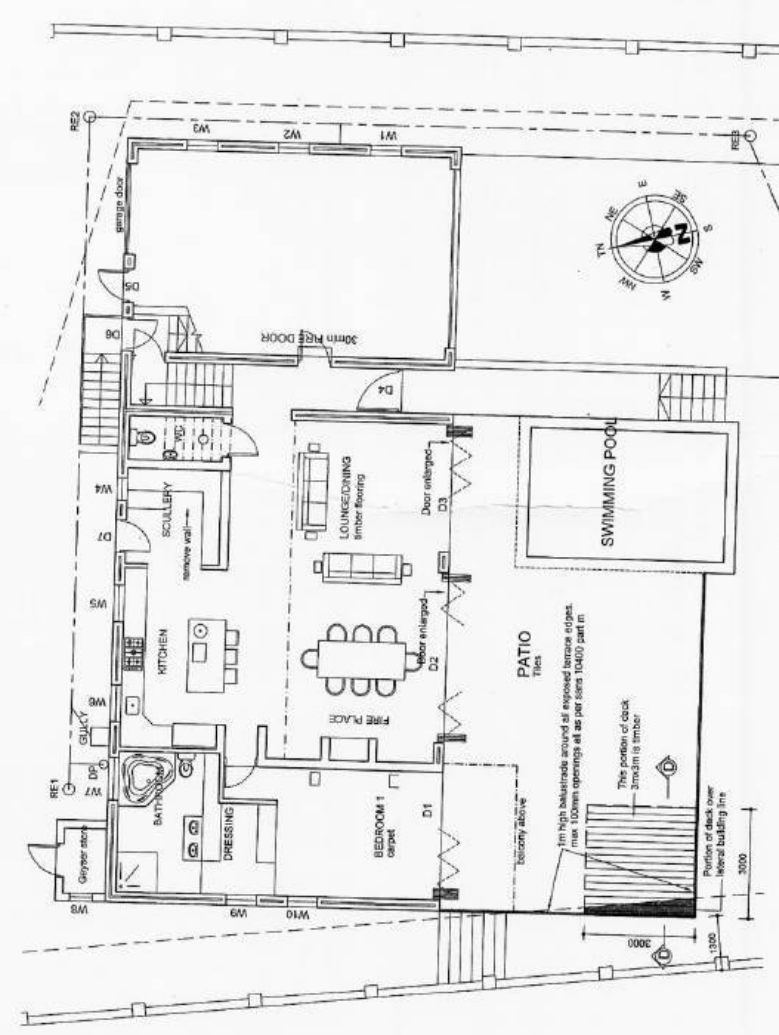 RE2
W3
W2
W1
RE3
garage door
E
NE
SE
TN
S
N
NW
SW
W
D5
D6
30min FIRE DOOR
D4
WC
W4
SCULLERY
remove wall
LOUNGE/DINING
timber flooring
Door enlarged
D3
SWIMMING POOL
D7
W5
KITCHEN
Door enlarged
D2
PATIO
Tiles
W6
GULLY
FIRE PLACE
1m high balustrade around all exposed terrace edges.
max 100mm openings all as per sans 10400 part m
This portion of deck
3mx3m is timber
RE1
DP
W7
BATHROOM
DRESSING
BEDROOM 1
carpet
D1
balcony above
Geyser store
W8
W9
W10
D
Portion of deck over
lateral building line
3000
3000
1300
D